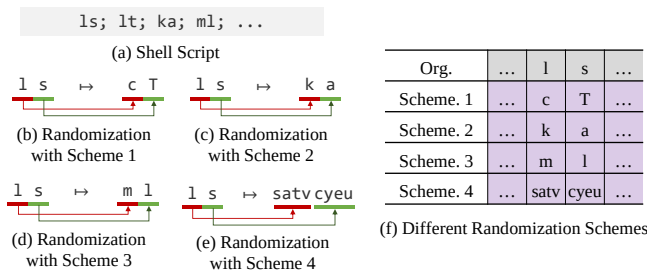 ls; lt; ka; ml; ...
(a) Shell Script
l s ↦ c T
l s ↦ k a
(b) Randomization
with Scheme 1
(c) Randomization
with Scheme 2
l s ↦ m l
l s ↦ satv cyeu
(d) Randomization
with Scheme 3
(e) Randomization
with Scheme 4
Org. ... l s ...
Scheme. 1 ... c T ...
Scheme. 2 ... k a ...
Scheme. 3 ... m l ...
Scheme. 4 ... satv cyeu ...
(f) Different Randomization Schemes